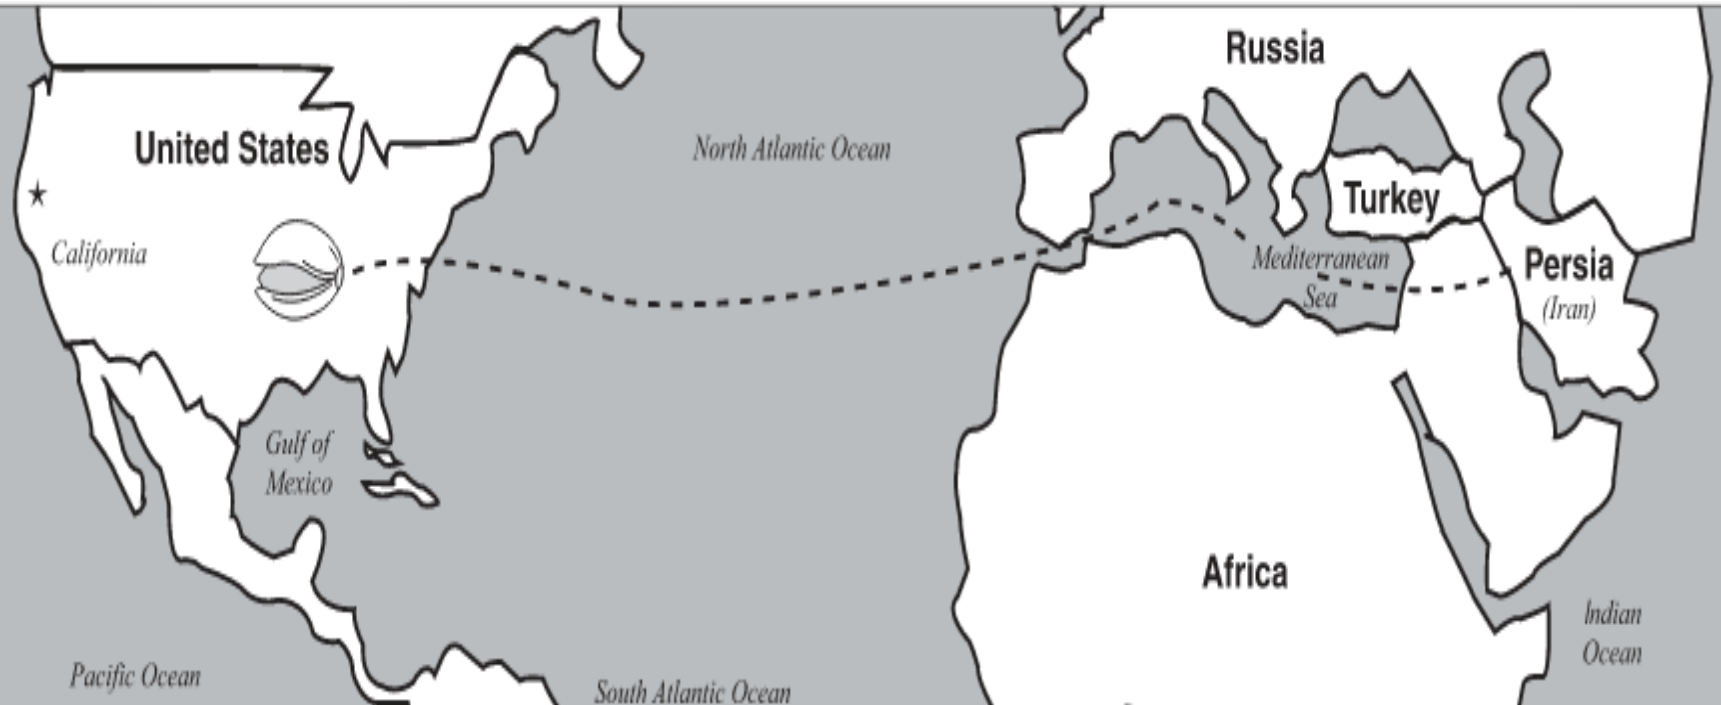 Russia
United States
North Atlantic Ocean
Turkey
California
Mediterranean
Sea
Persia
(Iran)
Gulf of
Mexico
Africa
Indian
Ocean
Pacific Ocean
South Atlantic Ocean